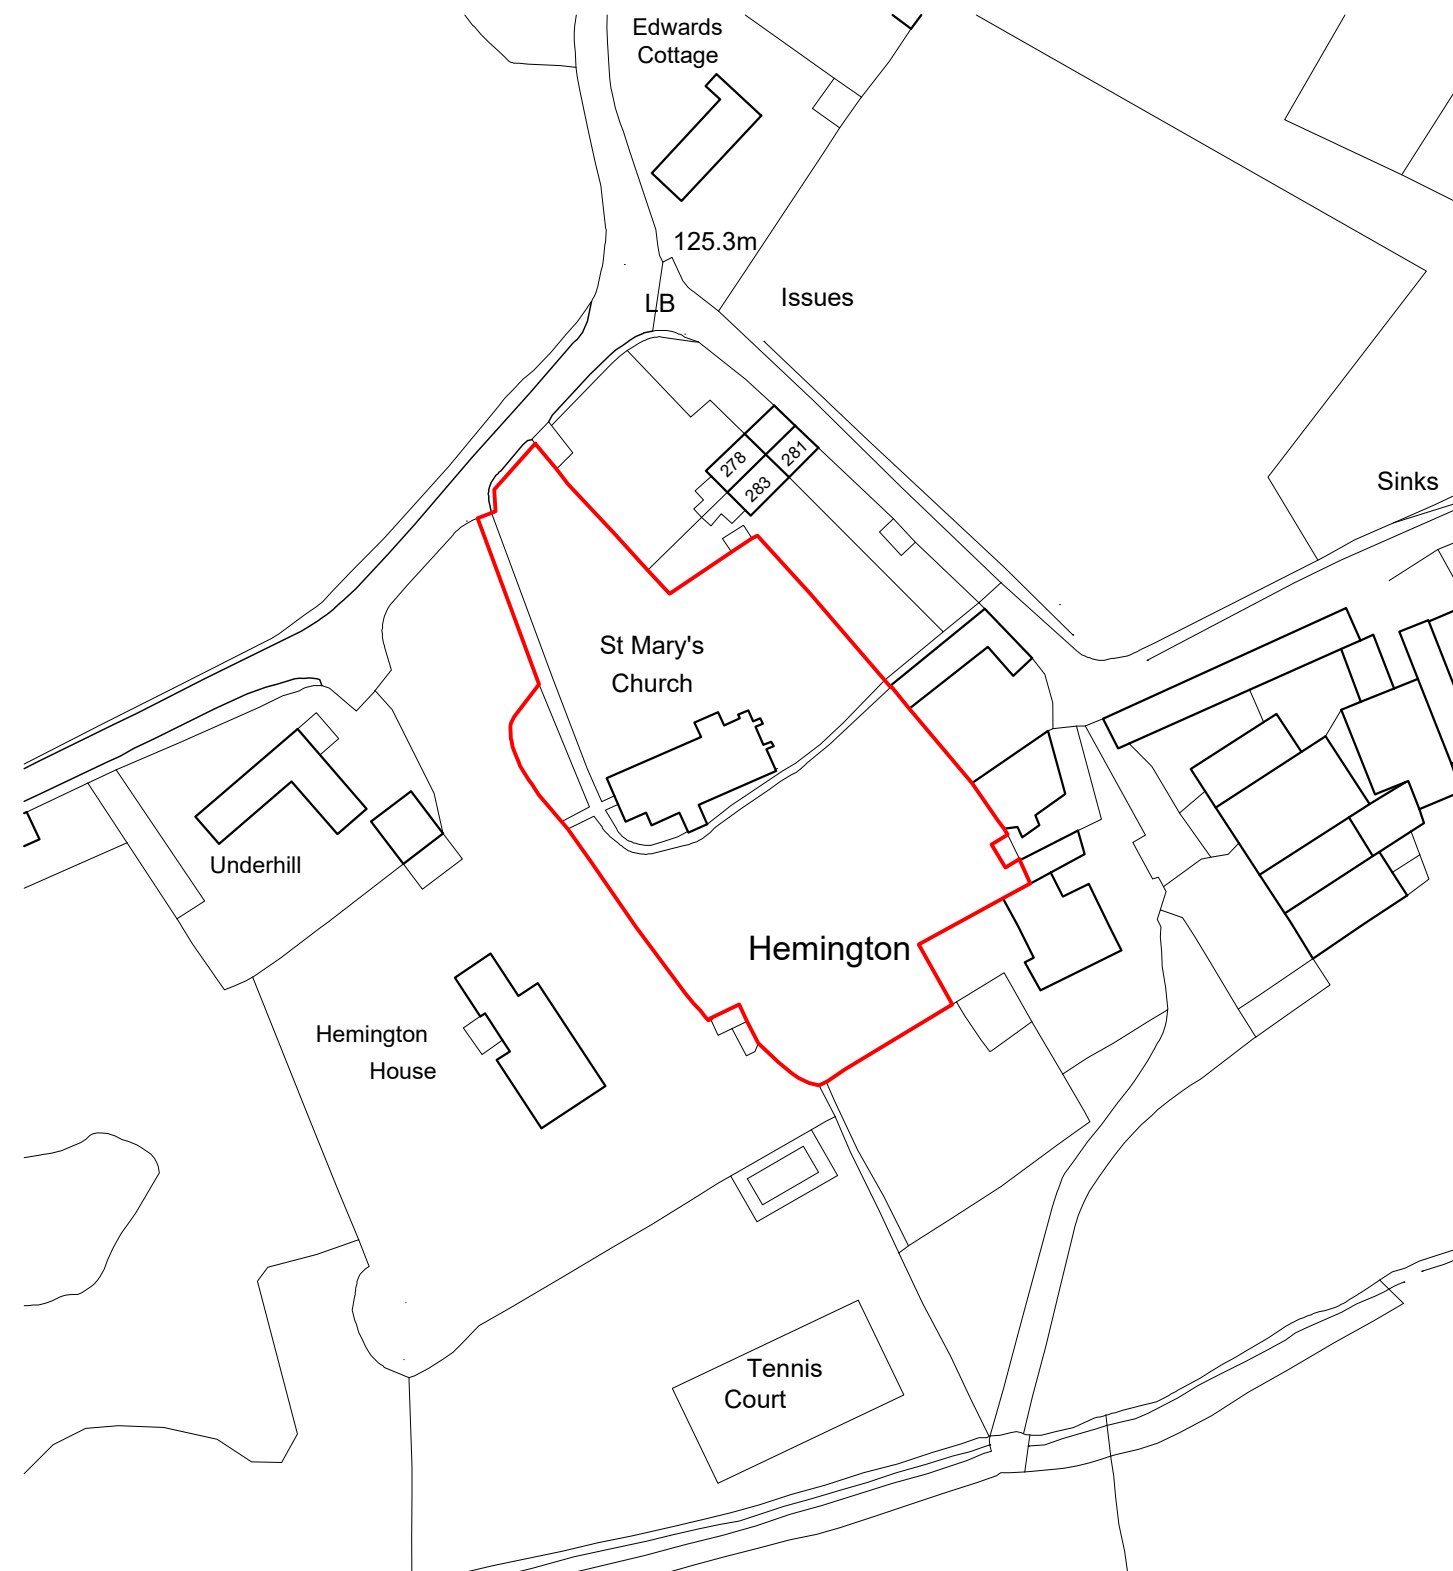 Edwards
Cottage
125.3m
LB
Issues
278
281
283
Sinks
St Mary's
Church
Underhill
Hemington
Hemington
House
Tennis
Court